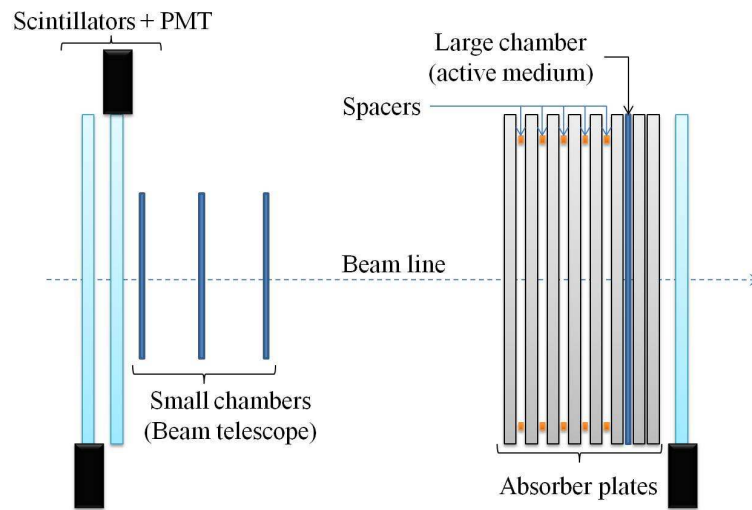 Scintillators + PMT
Large chamber
(active medium)
Spacers
Beam line
Small chambers
(Beam telescope)
Absorber plates